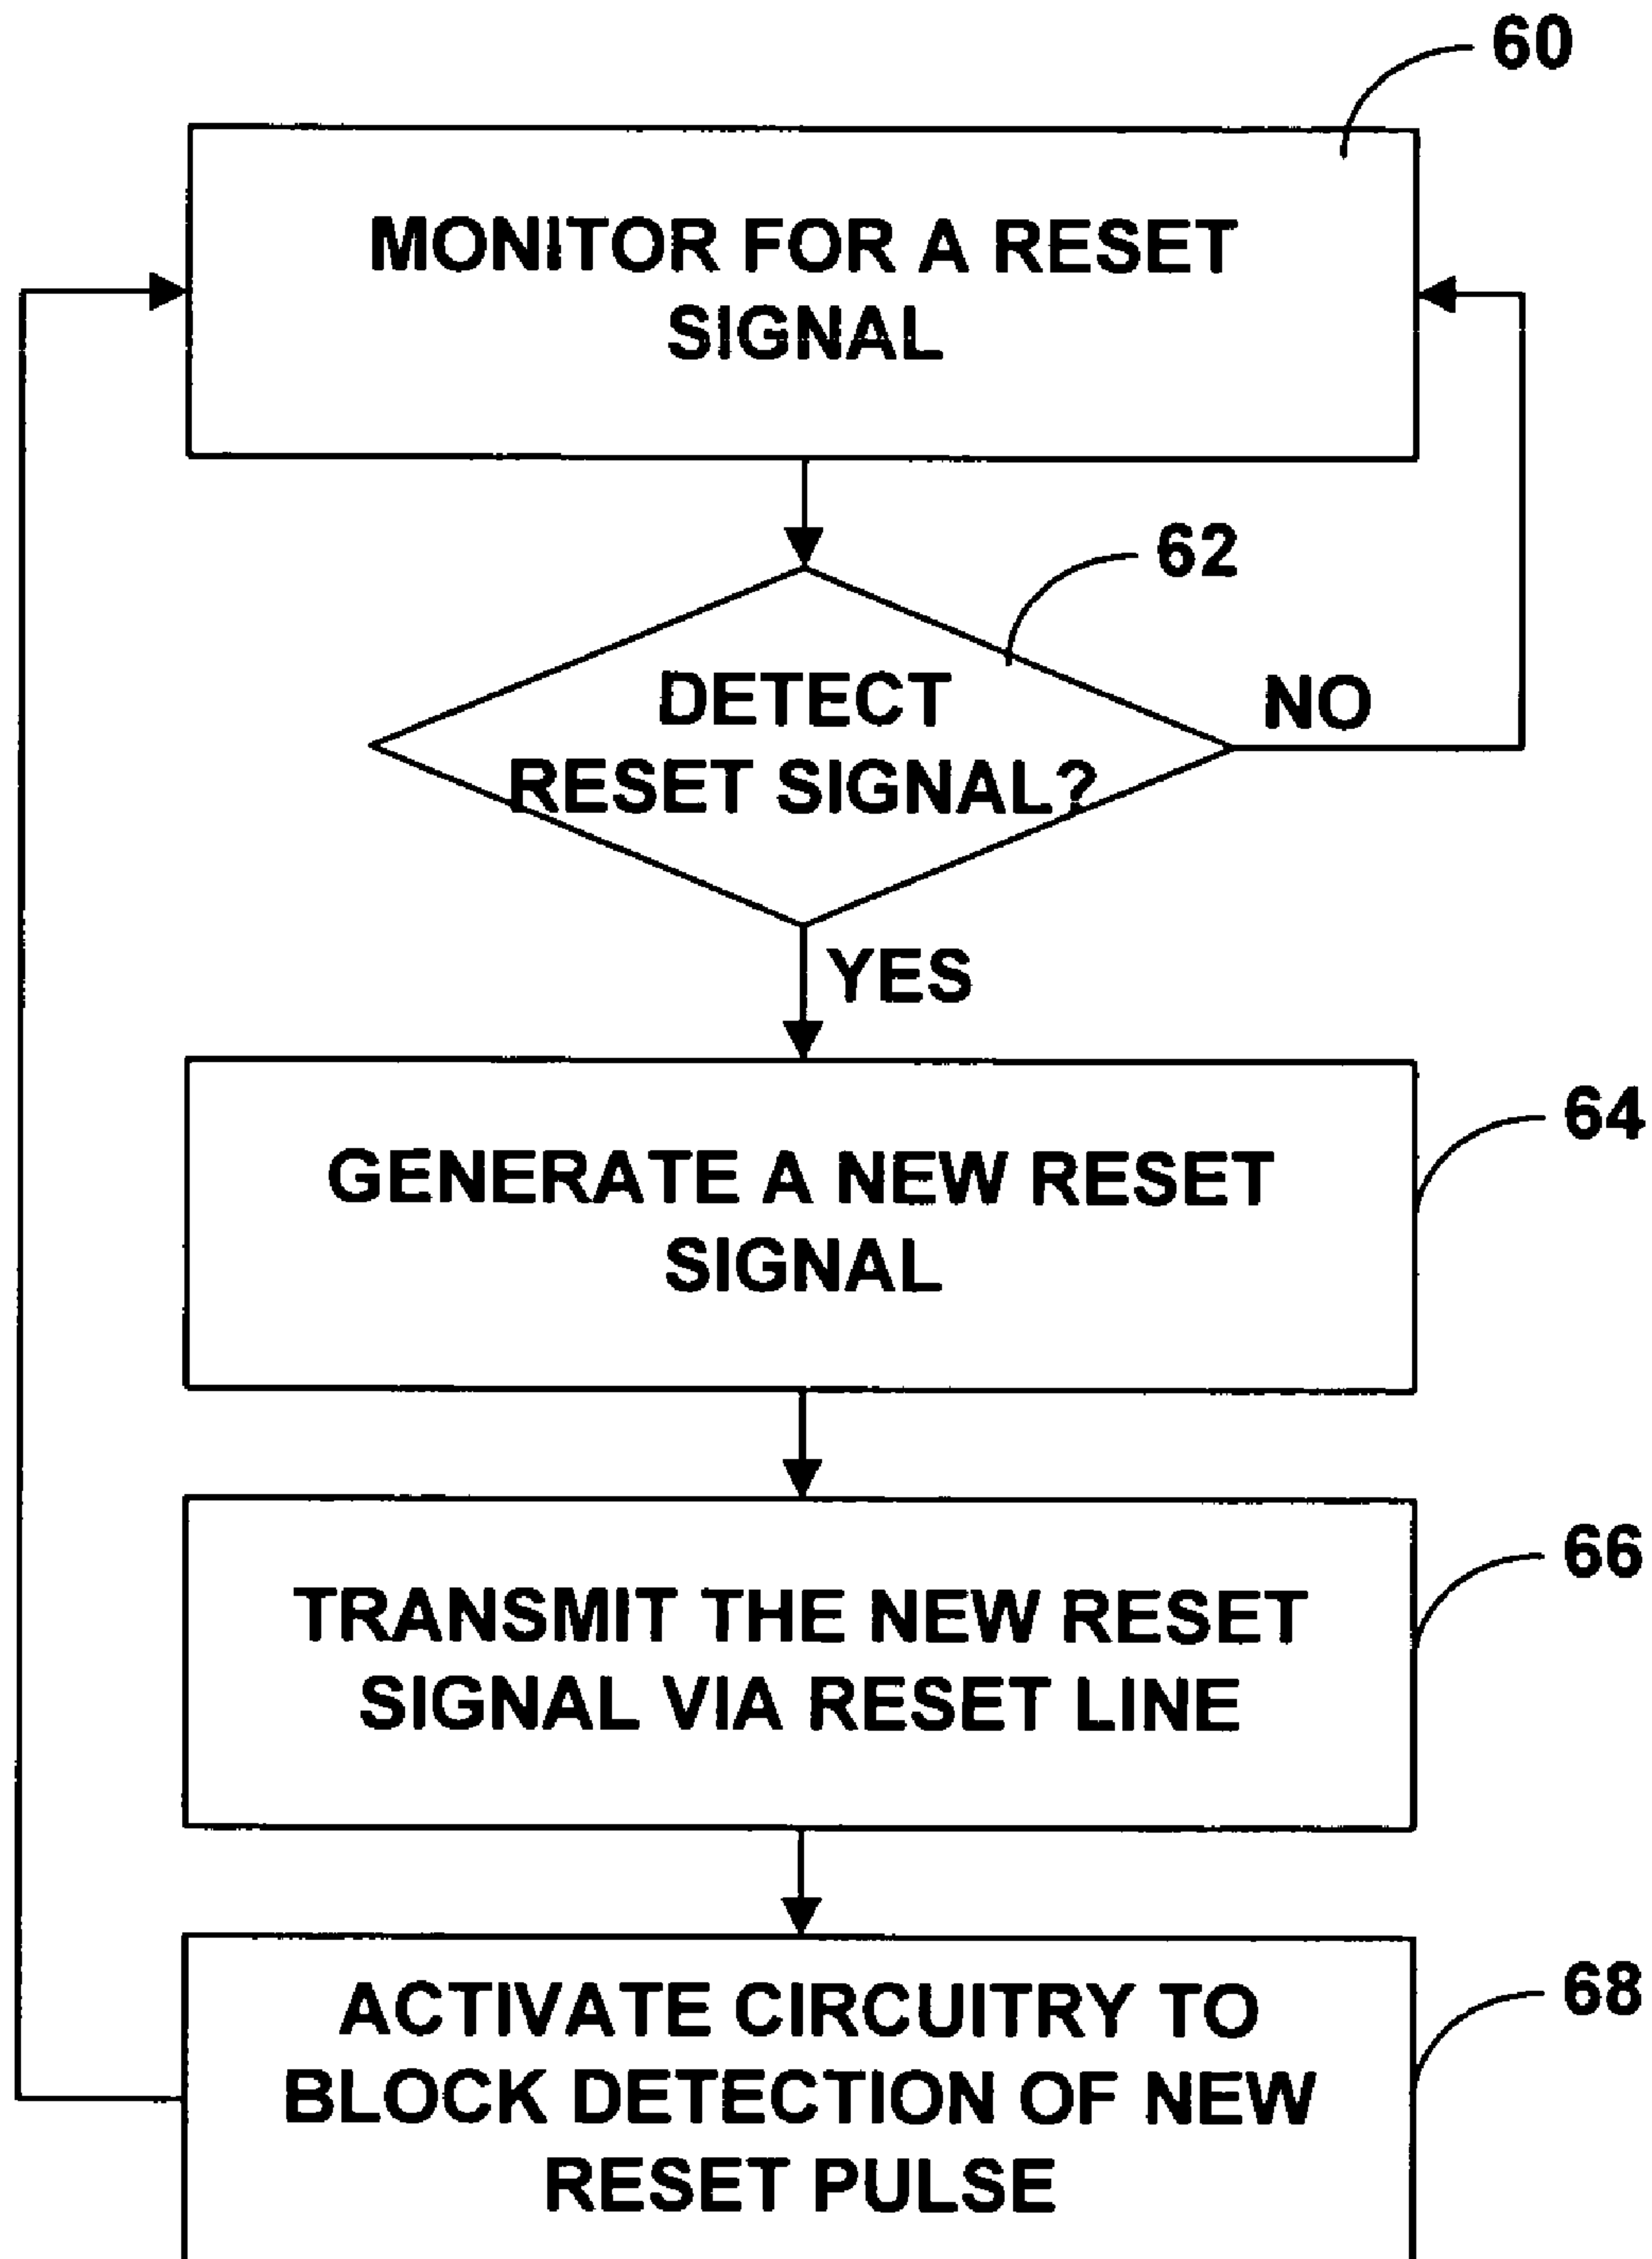 60
MONITOR FOR A RESET
SIGNAL
62
DETECT
RESET SIGNAL?
NO
YES
64
GENERATE A NEW RESET
SIGNAL
66
TRANSMIT THE NEW RESET
SIGNAL VIA RESET LINE
68
ACTIVATE CIRCUITRY TO
BLOCK DETECTION OF NEW
RESET PULSE